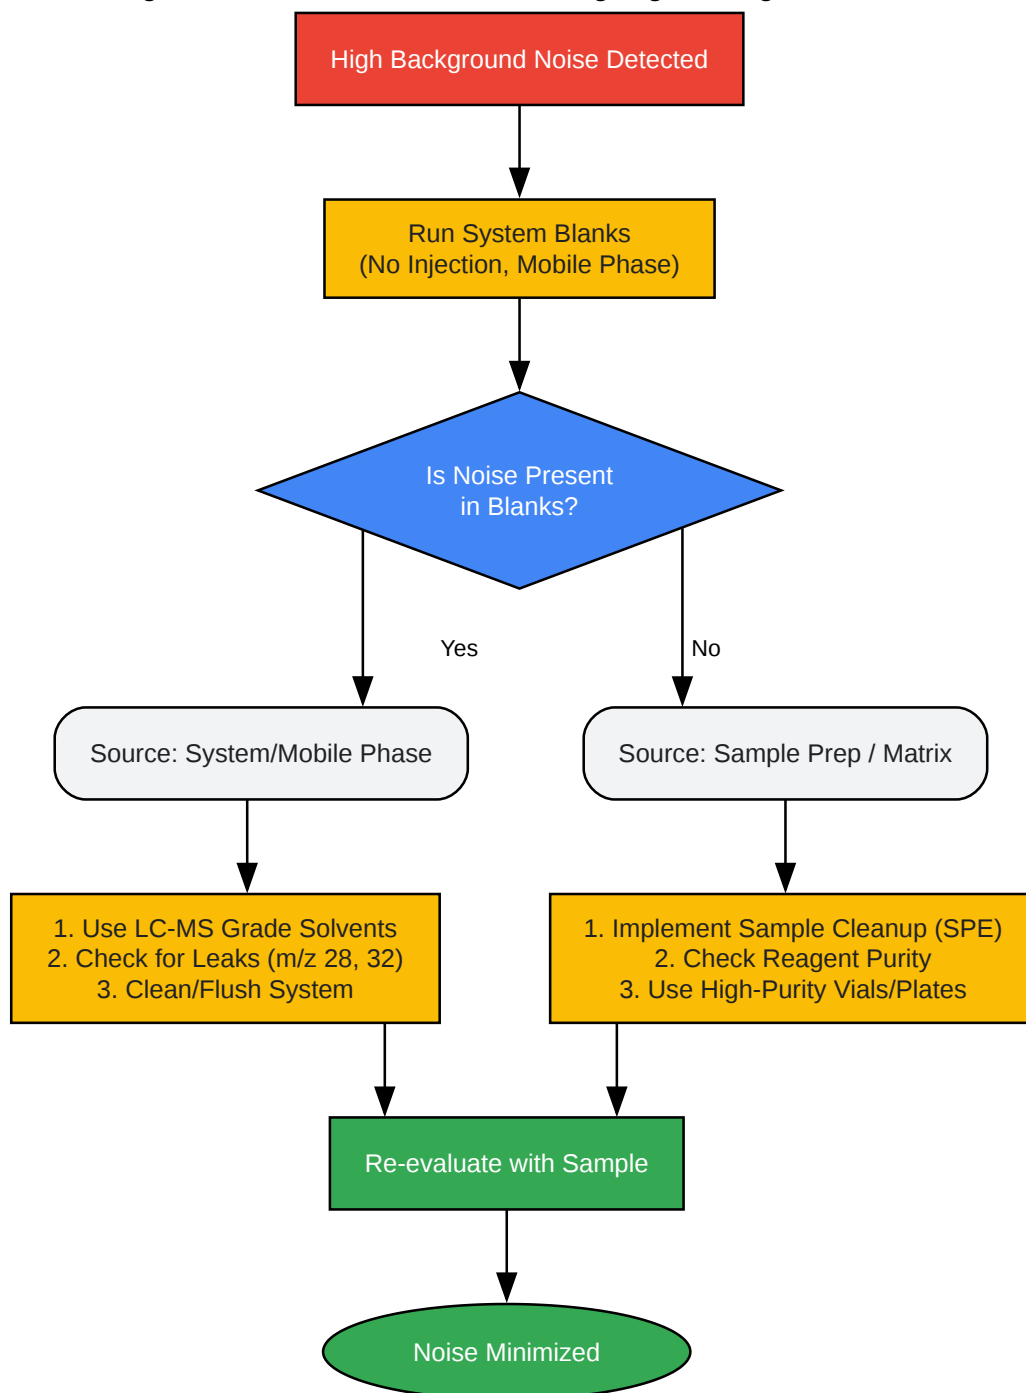 High Background Noise Detected
Run System Blanks
(No Injection, Mobile Phase)
Is Noise Present
in Blanks?
Yes
No
Source: System/Mobile Phase
Source: Sample Prep / Matrix
1. Use LC-MS Grade Solvents
2. Check for Leaks (m/z 28, 32)
3. Clean/Flush System
1. Implement Sample Cleanup (SPE)
2. Check Reagent Purity
3. Use High-Purity Vials/Plates
Re-evaluate with Sample
Noise Minimized